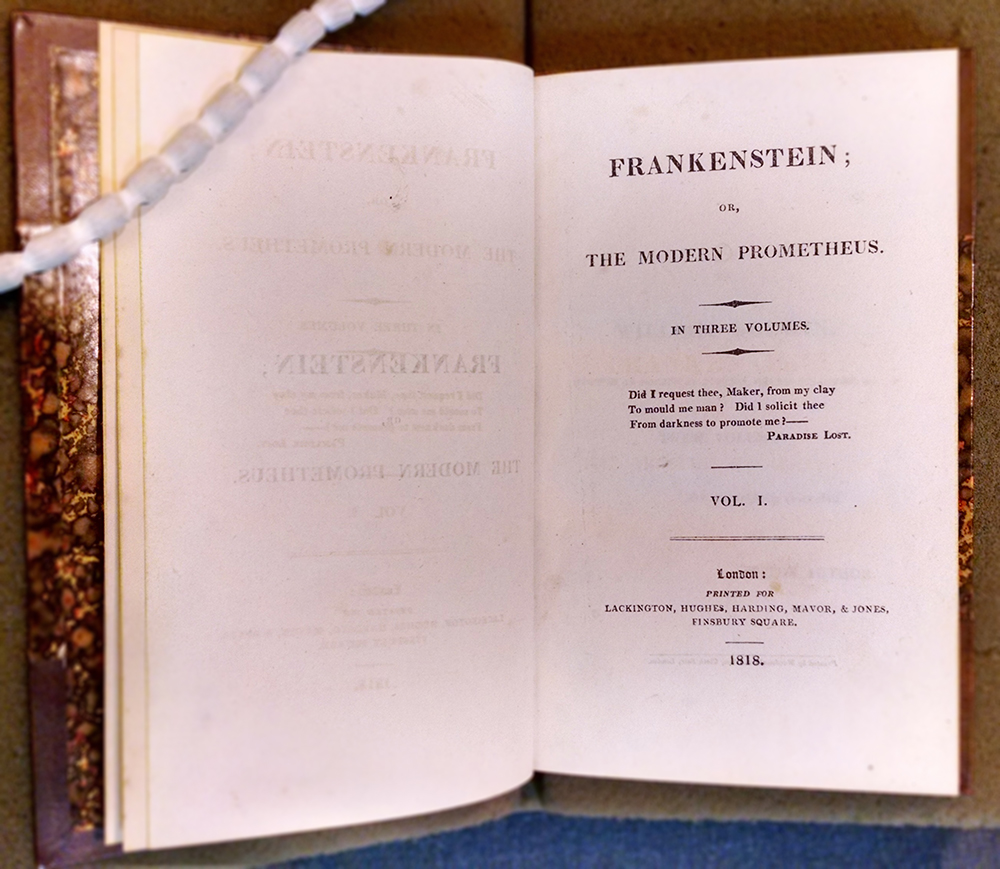 FRANKENSTEIN;
OR,
THE MODERN PROMETHEUS.
IN THREE VOLUMES.
Did I request thee, Maker, from my clay
To mould me man? Did I solicit thee
From darkness to promote me?——
PARADISE LOST.
VOL. I.
London:
PRINTED FOR
LACKINGTON, HUGHES, HARDING, MAVOR, & JONES,
FINSBURY SQUARE.
1818.